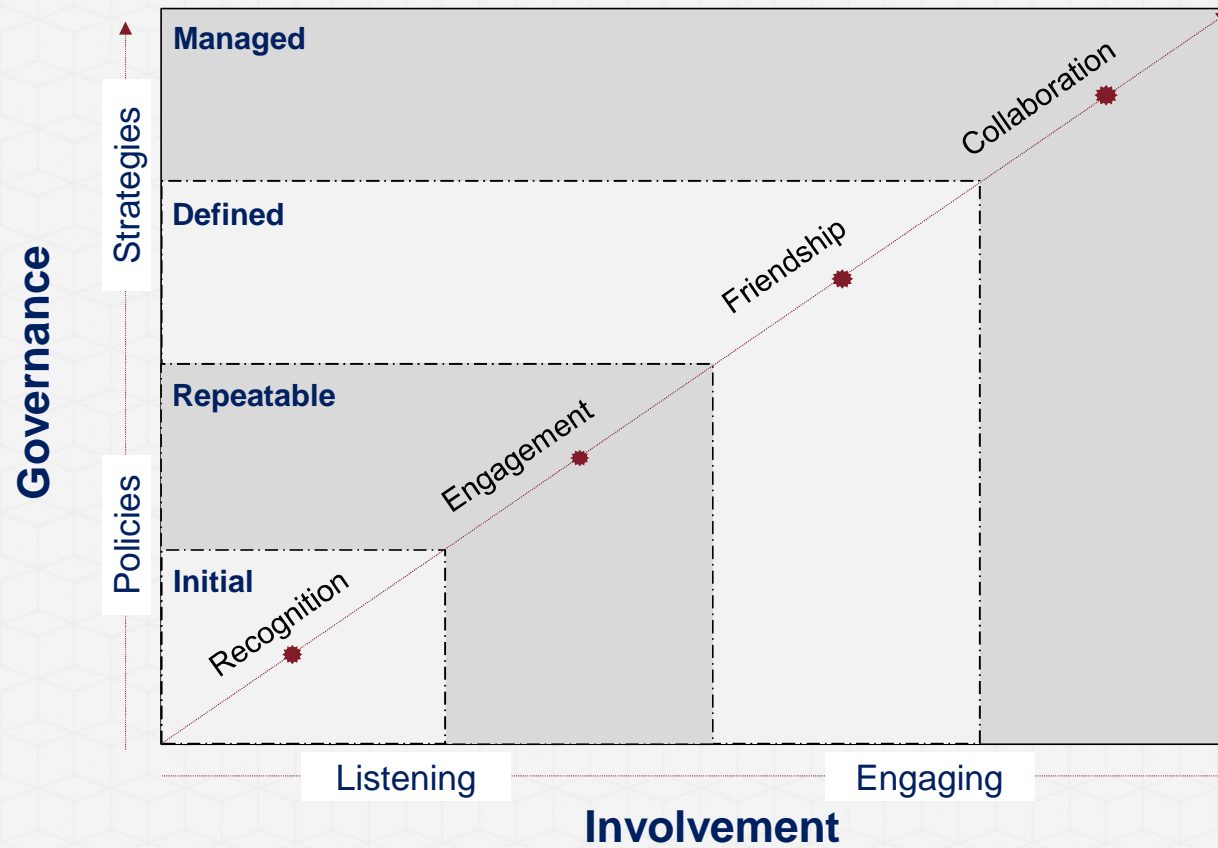 Managed
Collaboration
Strategies
Defined
Friendship
Governance
Repeatable
Engagement
Policies
Initial
Recognition
Listening
Engaging
Involvement